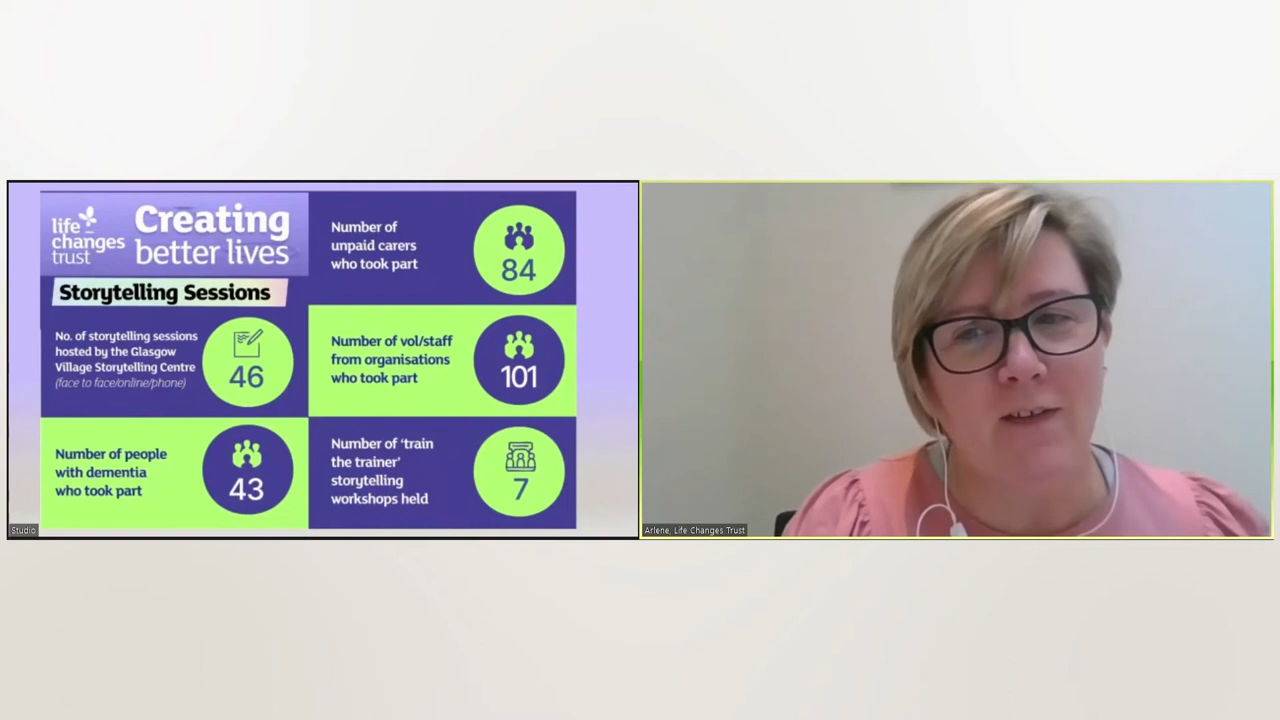 life
changes
trust
Creating
better lives
Storytelling Sessions
No. of storytelling sessions
hosted by the Glasgow
Village Storytelling Centre
(face to face/online/phone)
46
Number of people
with dementia
who took part
43
Number of
unpaid carers
who took part
84
Number of vol/staff
from organisations
who took part
101
Number of ‘train
the trainer’
storytelling
workshops held
7
Studio
Arlene, Life Changes Trust